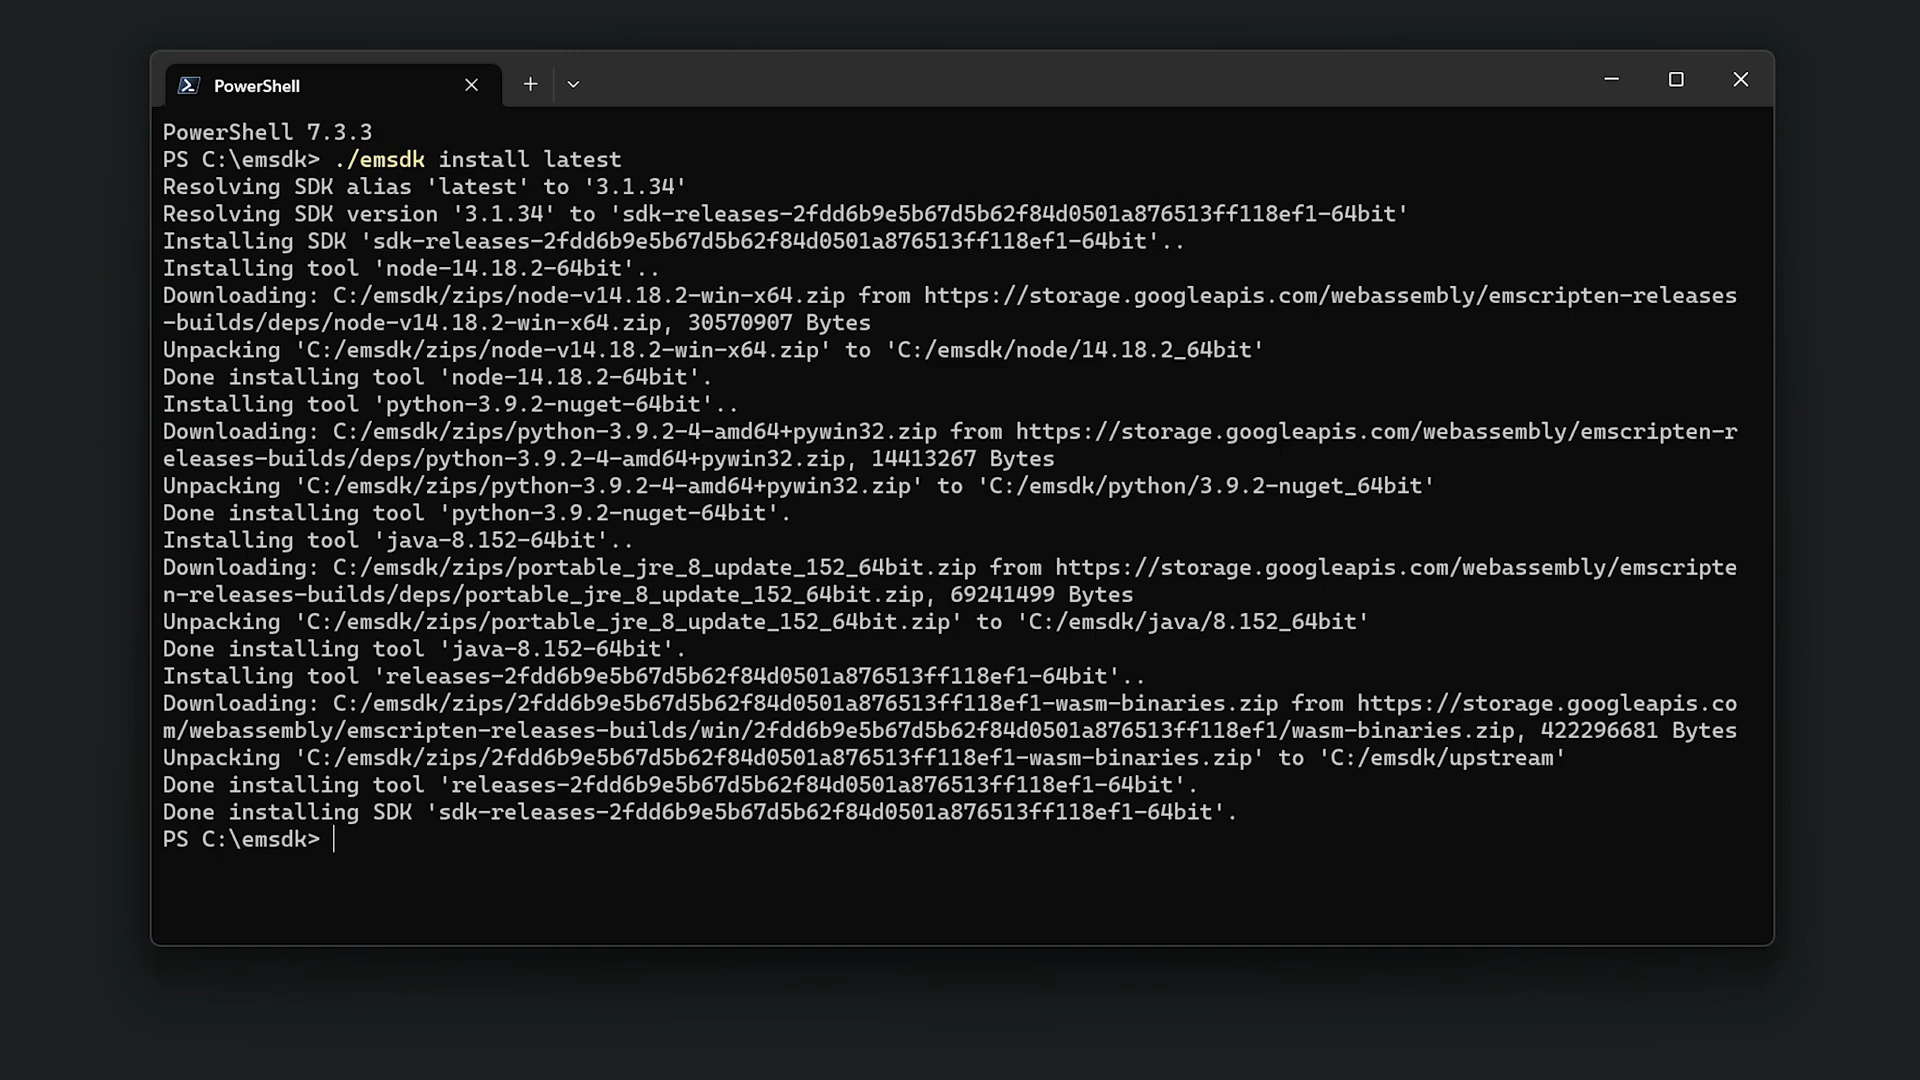 PowerShell
PowerShell 7.3.3
PS C:\emsdk> ./emsdk install latest
Resolving SDK alias 'latest' to '3.1.34'
Resolving SDK version '3.1.34' to 'sdk-releases-2fdd6b9e5b67d5b62f84d0501a876513ff118ef1-64bit'
Installing SDK 'sdk-releases-2fdd6b9e5b67d5b62f84d0501a876513ff118ef1-64bit'..
Installing tool 'node-14.18.2-64bit'..
Downloading: C:/emsdk/zips/node-v14.18.2-win-x64.zip from https://storage.googleapis.com/webassembly/emscripten-releases
-builds/deps/node-v14.18.2-win-x64.zip, 30570907 Bytes
Unpacking 'C:/emsdk/zips/node-v14.18.2-win-x64.zip' to 'C:/emsdk/node/14.18.2_64bit'
Done installing tool 'node-14.18.2-64bit'.
Installing tool 'python-3.9.2-nuget-64bit'..
Downloading: C:/emsdk/zips/python-3.9.2-4-amd64+pywin32.zip from https://storage.googleapis.com/webassembly/emscripten-r
eleases-builds/deps/python-3.9.2-4-amd64+pywin32.zip, 14413267 Bytes
Unpacking 'C:/emsdk/zips/python-3.9.2-4-amd64+pywin32.zip' to 'C:/emsdk/python/3.9.2-nuget_64bit'
Done installing tool 'python-3.9.2-nuget-64bit'.
Installing tool 'java-8.152-64bit'..
Downloading: C:/emsdk/zips/portable_jre_8_update_152_64bit.zip from https://storage.googleapis.com/webassembly/emscripte
n-releases-builds/deps/portable_jre_8_update_152_64bit.zip, 69241499 Bytes
Unpacking 'C:/emsdk/zips/portable_jre_8_update_152_64bit.zip' to 'C:/emsdk/java/8.152_64bit'
Done installing tool 'java-8.152-64bit'.
Installing tool 'releases-2fdd6b9e5b67d5b62f84d0501a876513ff118ef1-64bit'..
Downloading: C:/emsdk/zips/2fdd6b9e5b67d5b62f84d0501a876513ff118ef1-wasm-binaries.zip from https://storage.googleapis.co
m/webassembly/emscripten-releases-builds/win/2fdd6b9e5b67d5b62f84d0501a876513ff118ef1/wasm-binaries.zip, 422296681 Bytes
Unpacking 'C:/emsdk/zips/2fdd6b9e5b67d5b62f84d0501a876513ff118ef1-wasm-binaries.zip' to 'C:/emsdk/upstream'
Done installing tool 'releases-2fdd6b9e5b67d5b62f84d0501a876513ff118ef1-64bit'.
Done installing SDK 'sdk-releases-2fdd6b9e5b67d5b62f84d0501a876513ff118ef1-64bit'.
PS C:\emsdk>